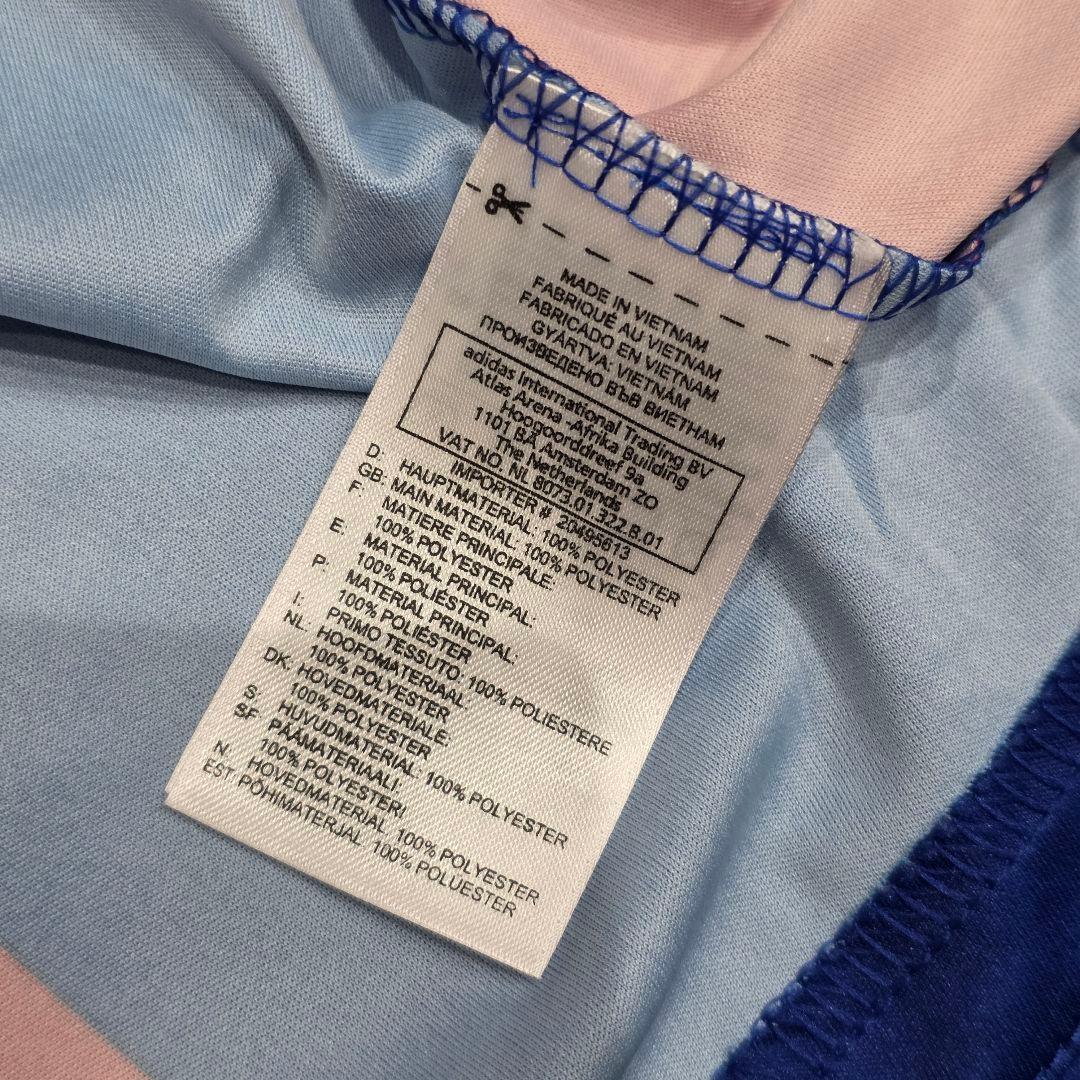 MADE IN VIETNAM
FABRIQUÉ AU VIETNAM
FABRICADO EN VIETNAM
GYÁRTVA: VIETNÁM
ПРОИЗВЕДЕНО ВЪВ ВИЕТНАМ
adidas International Trading BV
Atlas Arena -Afrika Building
Hoogoorddreef 9a
1101 BA Amsterdam ZO
The Netherlands
VAT NO. NL 8073.01.322.B.01
IMPORTER # 20495613
D: HAUPTMATERIAL: 100% POLYESTER
GB: MAIN MATERIAL: 100% POLYESTER
F: MATIERE PRINCIPALE:
100% POLYESTER
E: MATERIAL PRINCIPAL:
100% POLIÉSTER
P: MATERIAL PRINCIPAL:
100% POLIÉSTER
I: PRIMO TESSUTO: 100% POLIESTERE
NL: HOOFDMATERIAAL:
100% POLYESTER
DK: HOVEDMATERIALE:
100% POLYESTER
S: HUVUDMATERIAL: 100% POLYESTER
SF: PÄÄMATERIAALI:
100% POLYESTERI
N: HOVEDMATERIAL 100% POLYESTER
EST: PÕHIMATERJAL 100% POLUESTER